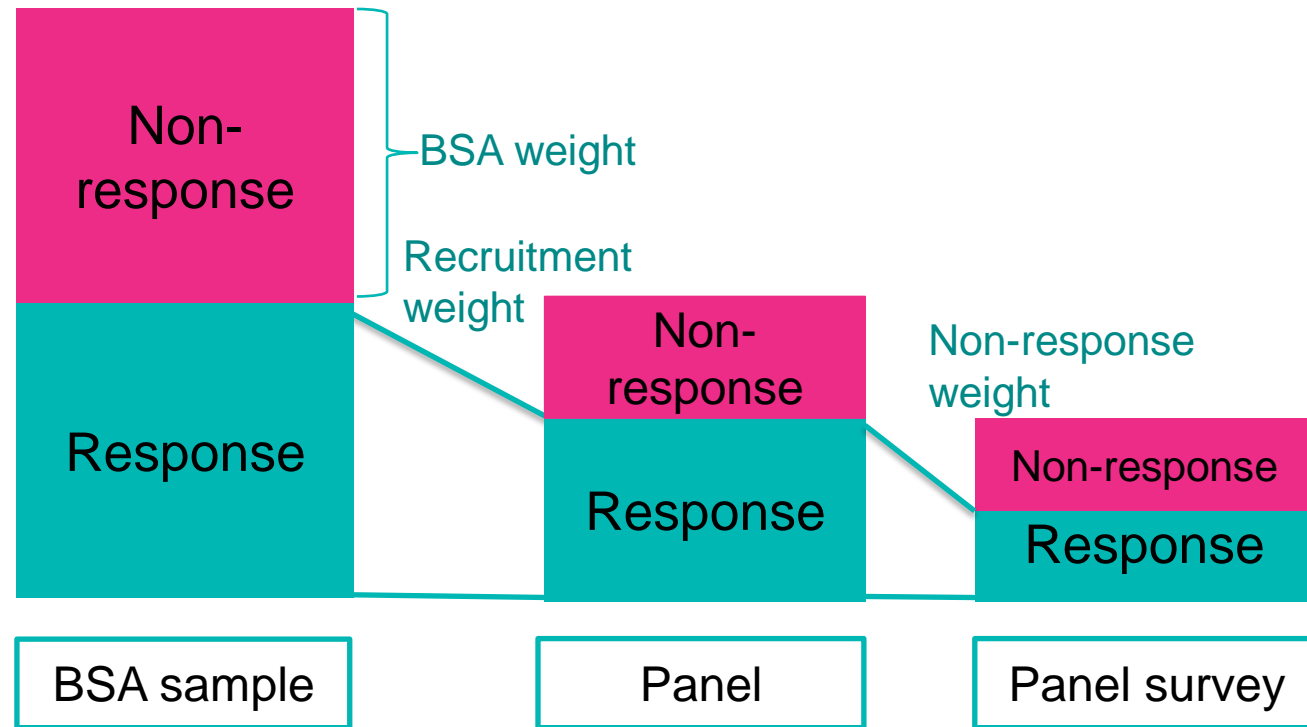 Non-
response
BSA weight
Recruitment
weight
Response
Non-
response
Response
Non-response
weight
Non-response
Response
BSA sample
Panel
Panel survey